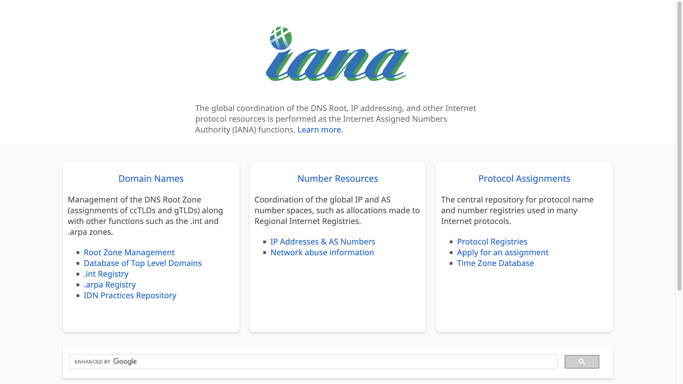 iana
The global coordination of the DNS Root, IP addressing, and other Internet
protocol resources is performed as the Internet Assigned Numbers
Authority (IANA) functions. Learn more.
Domain Names
Management of the DNS Root Zone
(assignments of ccTLDs and gTLDs) along
with other functions such as the .int and
.arpa zones.
Root Zone Management
Database of Top Level Domains
.int Registry
.arpa Registry
IDN Practices Repository
Number Resources
Coordination of the global IP and AS
number spaces, such as allocations made to
Regional Internet Registries.
IP Addresses & AS Numbers
Network abuse information
Protocol Assignments
The central repository for protocol name
and number registries used in many
Internet protocols.
Protocol Registries
Apply for an assignment
Time Zone Database
ENHANCED BY Google